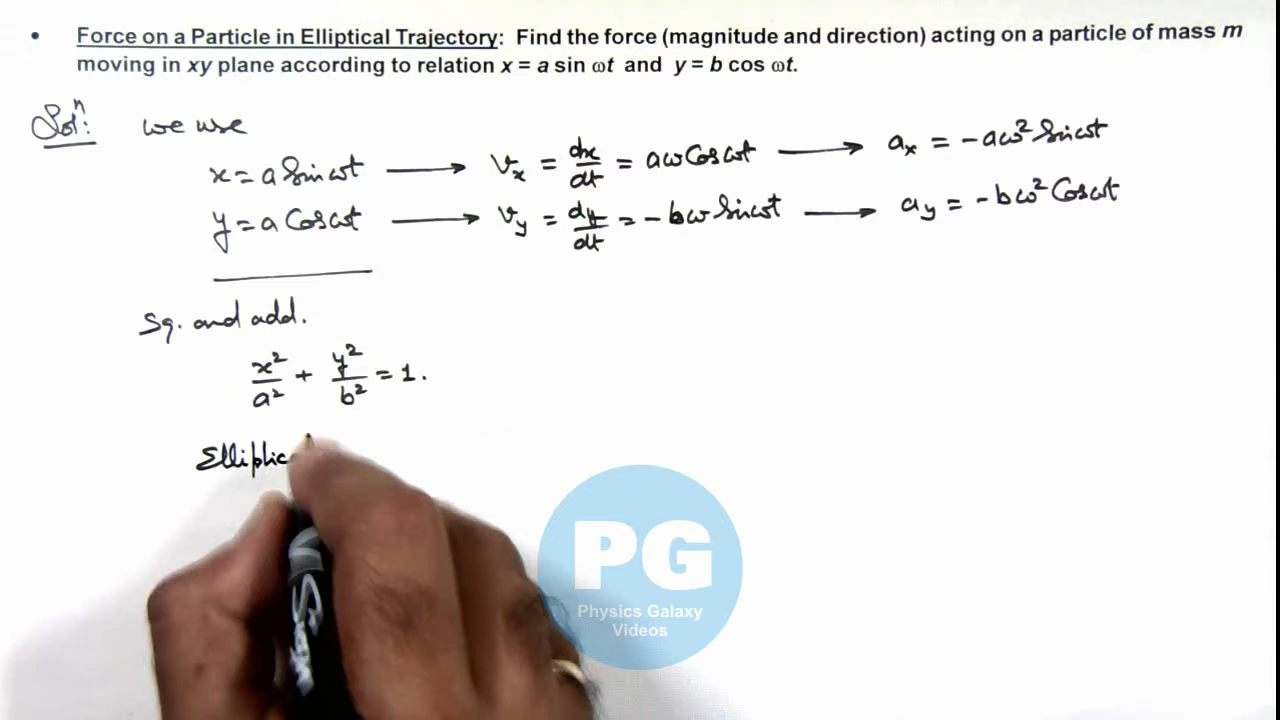 • Force on a Particle in Elliptical Trajectory: Find the force (magnitude and direction) acting on a particle of mass m
moving in xy plane according to relation x = a sin ωt and y = b cos ωt.
Solⁿ: we use
x = a Sin ωt ⟶ vₓ = dx/dt = aω Cos ωt ⟶ aₓ = -aω² Sin ωt
y = a Cos ωt ⟶ v_y = dy/dt = -bω Sin ωt ⟶ a_y = -bω² Cos ωt
Sq. and add.
x²/a² + y²/b² = 1.
Elliptic
PG
Physics Galaxy
Videos